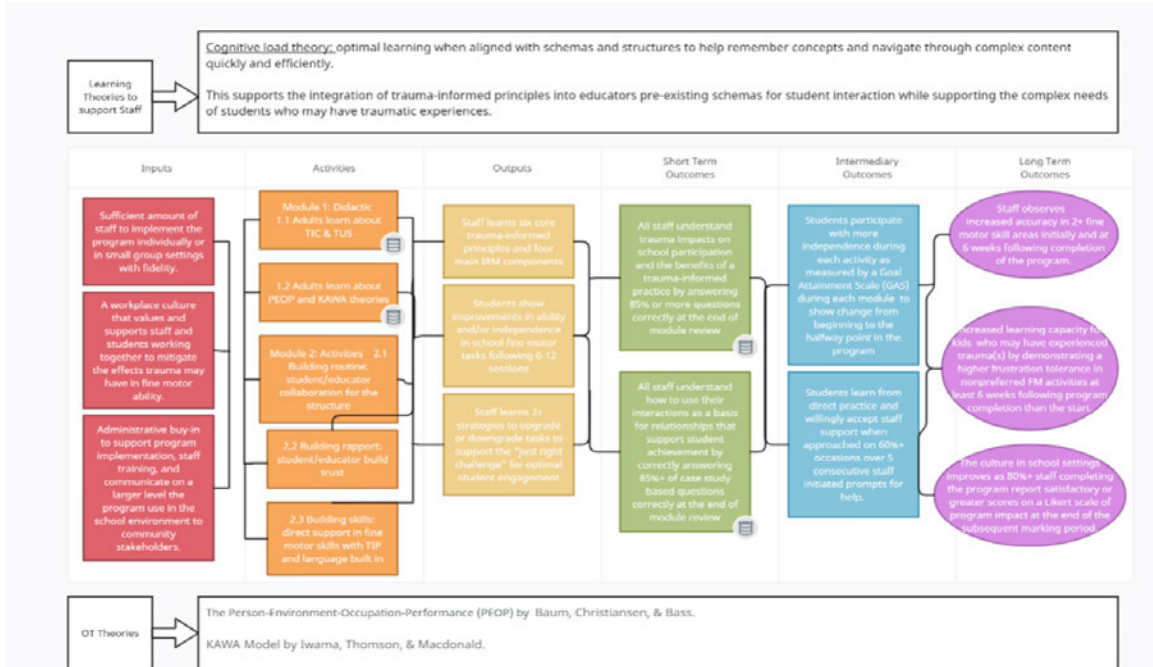 Cognitive load theory: optimal learning when aligned with schemas and structures to help remember concepts and navigate through complex content
quickly and efficiently.
This supports the integration of trauma-informed principles into educators pre-existing schemas for student interaction while supporting the complex needs
of students who may have traumatic experiences.
Learning
Theories to
support Staff
Inputs
Activities
Outputs
Short Term
Outcomes
Intermediary
Outcomes
Long Term
Outcomes
Sufficient amount of
staff to implement the
program individually or
in small group settings
with fidelity.
A workplace culture
that values and
supports staff and
students working
together to mitigate
the effects trauma may
have in fine motor
ability.
Administrative buy-in
to support program
implementation, staff
training, and
communicate on a
larger level the
program use in the
school environment to
community
stakeholders.
Module 1: Didactic
1.1 Adults learn about
TIC & TUS
1.2 Adults learn about
PEOP and KAWA theories
Module 2: Activities 2.1
Building routine:
student/educator
collaboration for the
structure
2.2 Building rapport:
student/educator build
trust
2.3 Building skills:
direct support in fine
motor skills with TIP
and language built in
Staff learns six core
trauma-informed
principles and four
main components
Students show
improvements in ability
and/or independence
in school fine motor
tasks following 6-12
sessions
Staff learns 3+
strategies to upgrade
or downgrade tasks to
support the "just right
challenge" for optimal
student engagement
All staff understand
trauma impacts on
school participation
and the benefits of a
trauma-informed
practice by answering
85% or more questions
correctly at the end of
module review
All staff understand
how to use their
interactions as a basis
for relationships that
support student
achievement by
correctly answering
85%+ of case study
based questions
correctly at the end of
module review
Students participate
with more
independence during
each activity as
measured by a Goal
Attainment Scale (GAS)
during each module to
show change from
beginning to the
halfway point in the
program
Students learn from
direct practice and
willingly accept staff
support when
approached on 60%+
occasions over 5
consecutive staff
initiated prompts for
help.
Staff observes
increased accuracy in 2+ fine
motor skill areas initially and at
6 weeks following completion
of the program.
Increased learning capacity for
kids who may have experienced
trauma(s) by demonstrating a
higher frustration tolerance in
nonpreferred FM activities at
least 6 weeks following program
completion than the start.
The culture in school settings
improves as 80%+ staff completing
the program report satisfactory or
greater scores on a Likert scale of
program impact at the end of the
subsequent marking period.
OT Theories
The Person-Environment-Occupation-Performance (PEOP) by Baum, Christiansen, & Bass.
KAWA Model by Iwama, Thomson, & Macdonald.